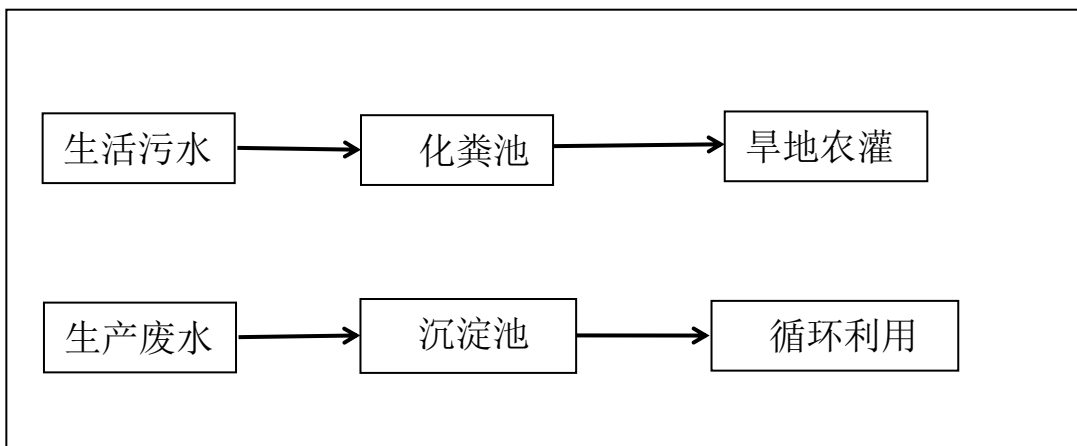 生活污水
化粪池
旱地农灌
生产废水
沉淀池
循环利用